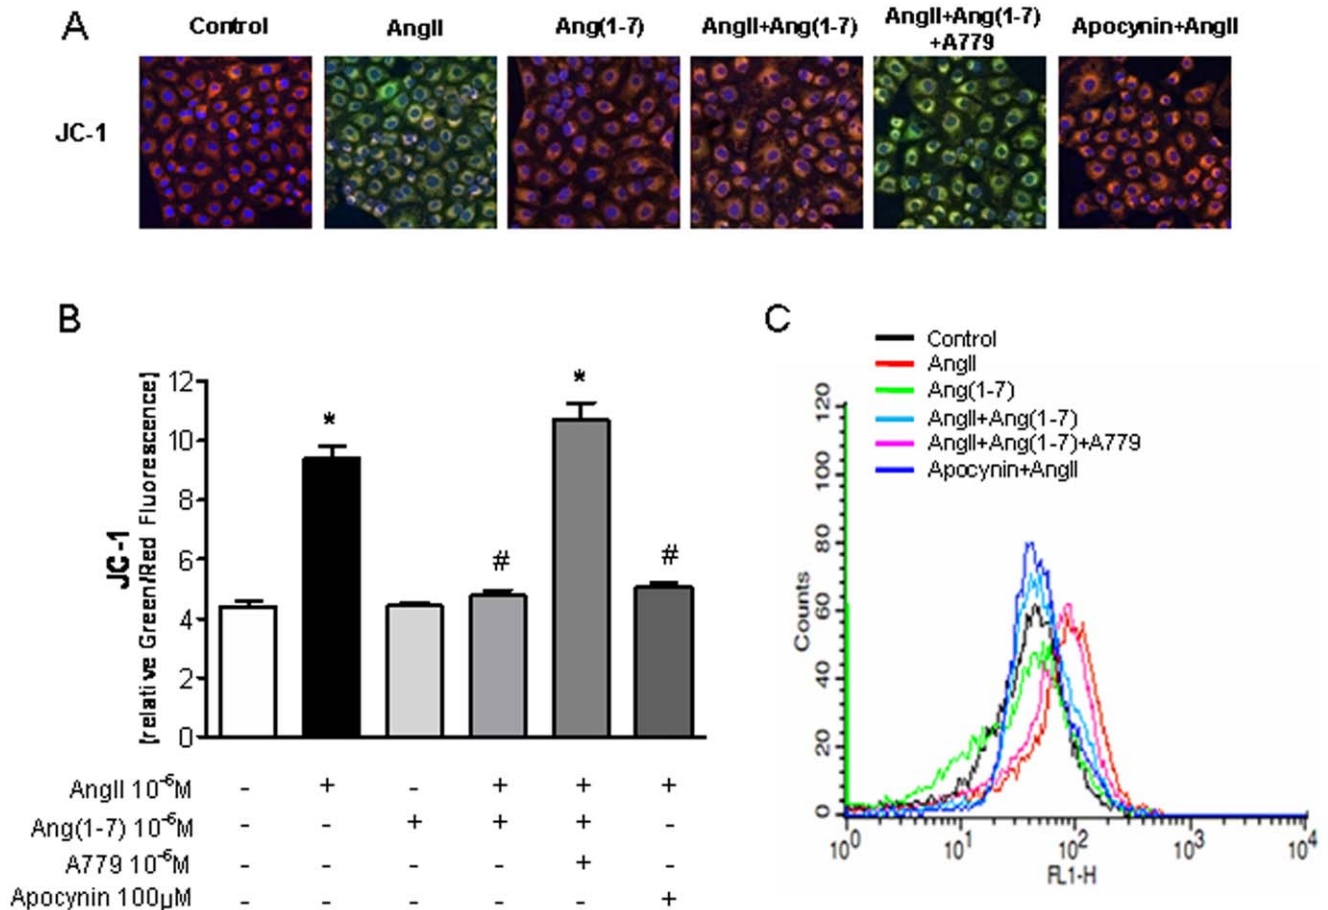 A
Control
AngII
Ang(1-7)
AngII+Ang(1-7)
AngII+Ang(1-7)
+A779
Apocynin+AngII
JC-1
B
JC-1
(relative Green/Red Fluorescence)
12
10
8
6
4
2
0
*
#
*
#
AngII 10⁻⁶M - + - + + +
Ang(1-7) 10⁻⁶M - - + + + -
A779 10⁻⁶M - - - - + -
Apocynin 100µM - - - - - +
C
Control
AngII
Ang(1-7)
AngII+Ang(1-7)
AngII+Ang(1-7)+A779
Apocynin+AngII
Counts
120
100
80
60
40
20
0
10⁰ 10¹ 10² 10³ 10⁴
FL1-H